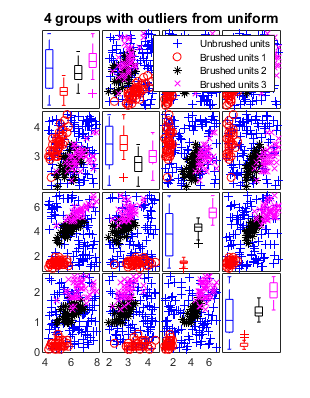 4 groups with outliers from uniform
Unbrushed units
Brushed units 1
Brushed units 2
Brushed units 3
4
3
6
4
2
2
1
0
4 6 8 2 3 4 2 4 6